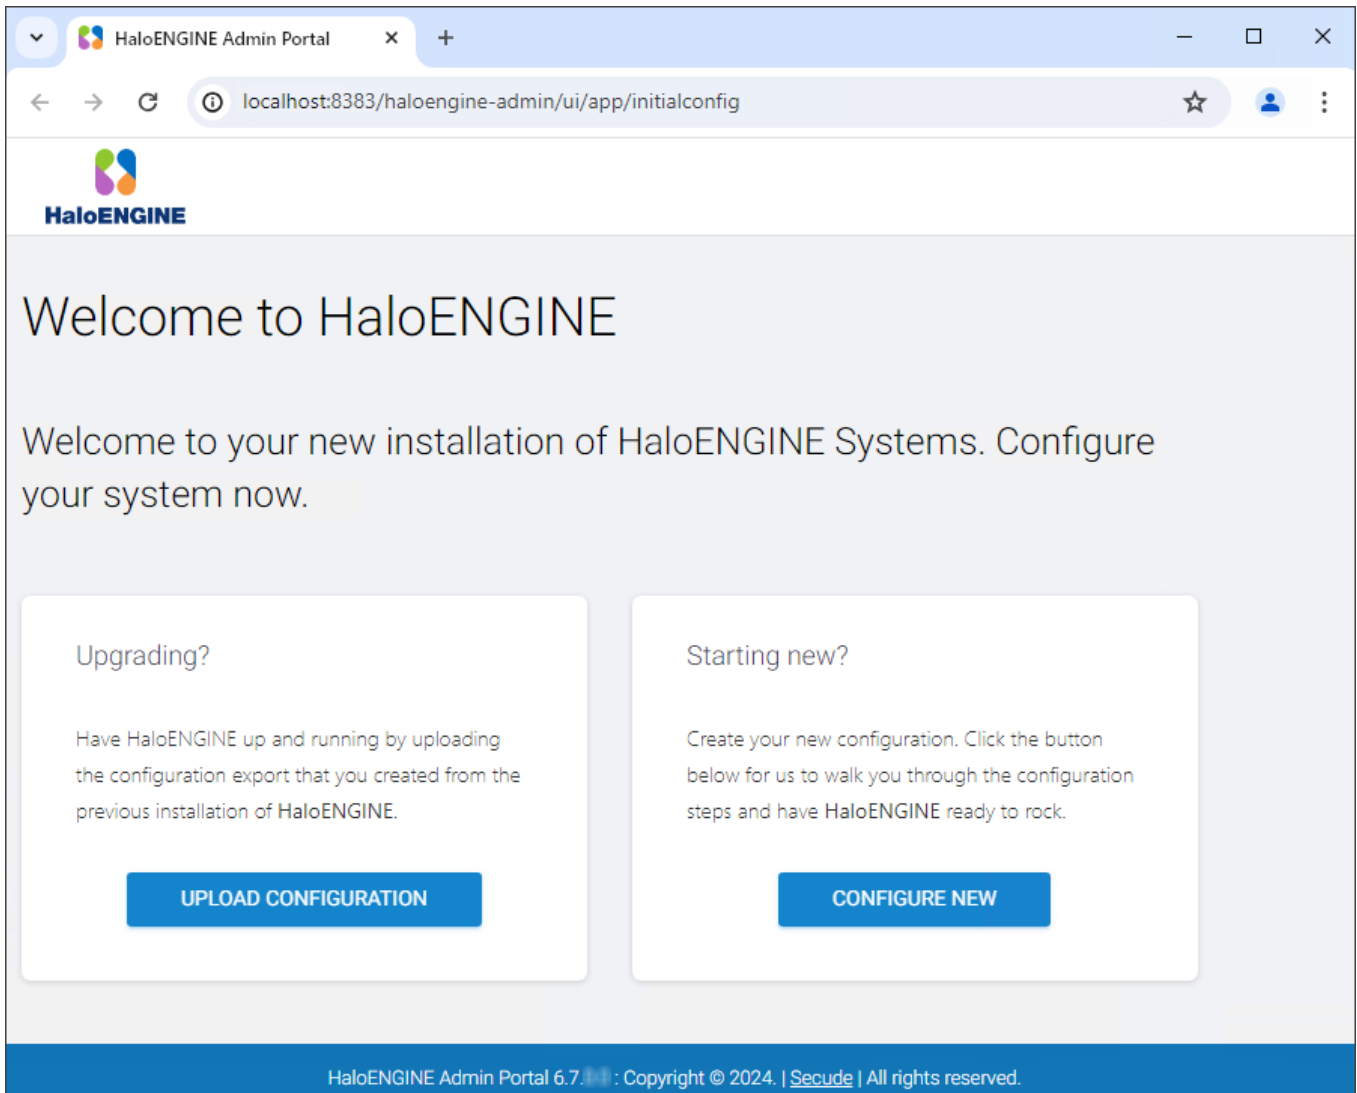 HaloENGINE Admin Portal
localhost:8383/haloengine-admin/ui/app/initialconfig
HaloENGINE
Welcome to HaloENGINE
Welcome to your new installation of HaloENGINE Systems. Configure
your system now.
Upgrading?
Have HaloENGINE up and running by uploading
the configuration export that you created from the
previous installation of HaloENGINE.
UPLOAD CONFIGURATION
Starting new?
Create your new configuration. Click the button
below for us to walk you through the configuration
steps and have HaloENGINE ready to rock.
CONFIGURE NEW
HaloENGINE Admin Portal 6.7. : Copyright © 2024. | Secude | All rights reserved.